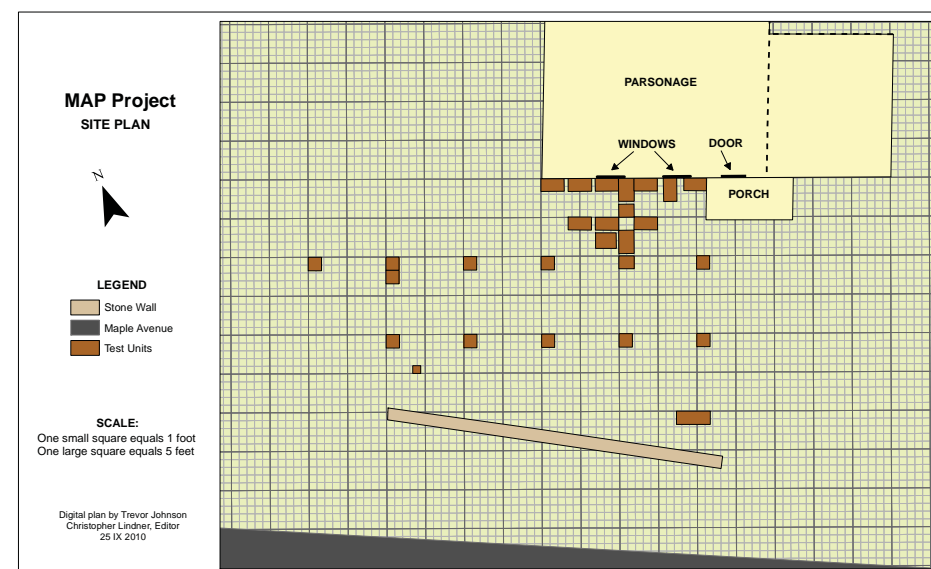 MAP Project
SITE PLAN
N
LEGEND
Stone Wall
Maple Avenue
Test Units
SCALE:
One small square equals 1 foot
One large square equals 5 feet
Digital plan by Trevor Johnson
Christopher Lindner, Editor
25 IX 2010
PARSONAGE
WINDOWS
DOOR
PORCH